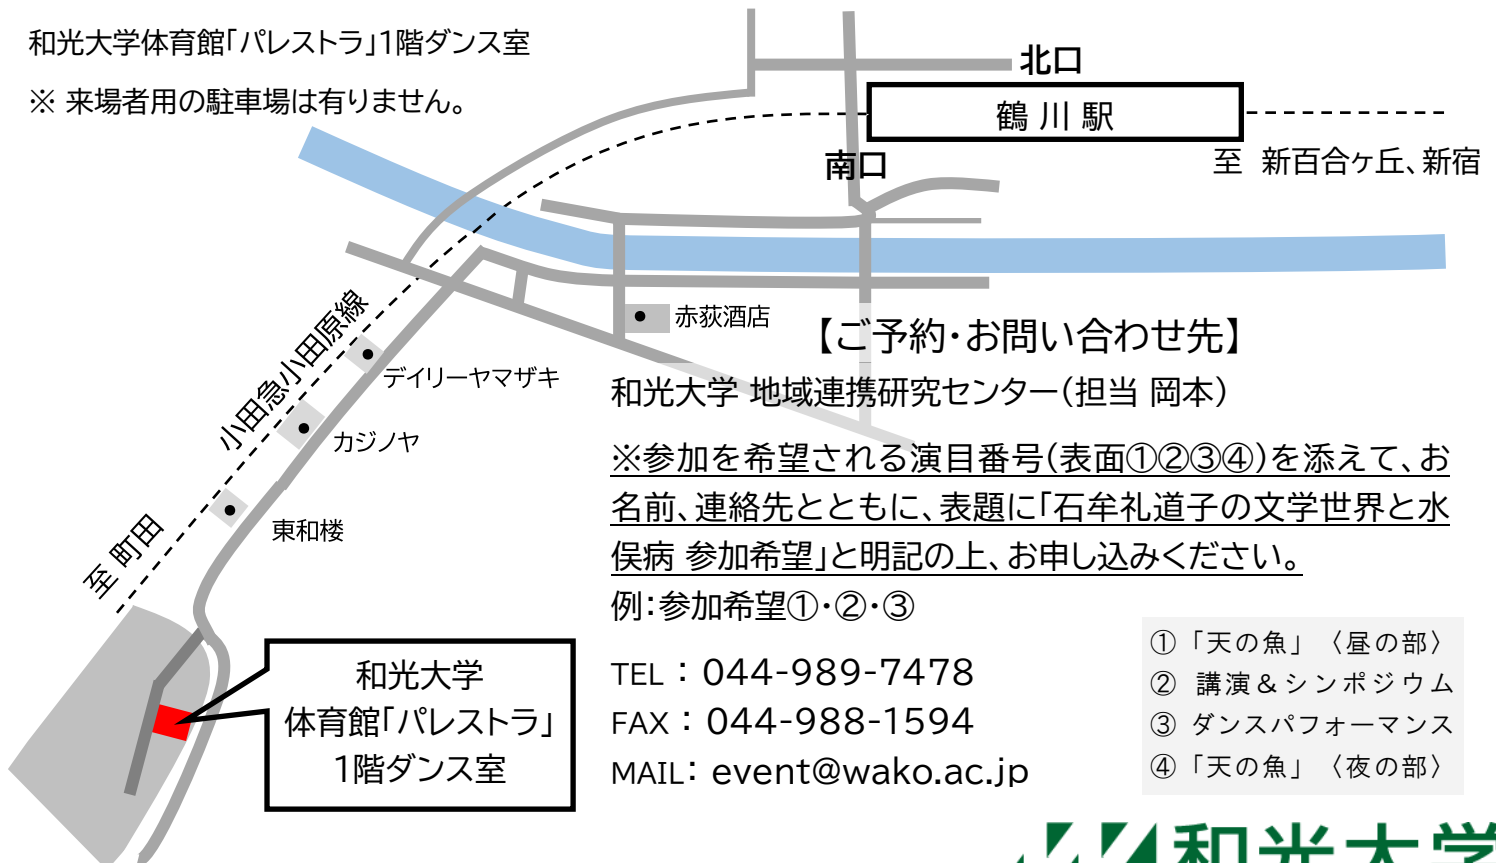 和光大学体育館「パレストラ」1階ダンス室
※ 来場者用の駐車場は有りません。
北口
鶴川駅
南口
至 新百合ヶ丘、新宿
小田急小田原線
赤荻酒店
デイリーヤマザキ
カジノヤ
東和楼
至 町田
和光大学
体育館「パレストラ」
1階ダンス室
【ご予約・お問い合わせ先】
和光大学 地域連携研究センター(担当 岡本)
※参加を希望される演目番号(表面①②③④)を添えて、お
名前、連絡先とともに、表題に「石牟礼道子の文学世界と水
俣病 参加希望」と明記の上、お申し込みください。
例：参加希望①・②・③
TEL : 044-989-7478
FAX : 044-988-1594
MAIL: event@wako.ac.jp
① 「天の魚」〈昼の部〉
② 講演＆シンポジウム
③ ダンスパフォーマンス
④ 「天の魚」〈夜の部〉
和光大学